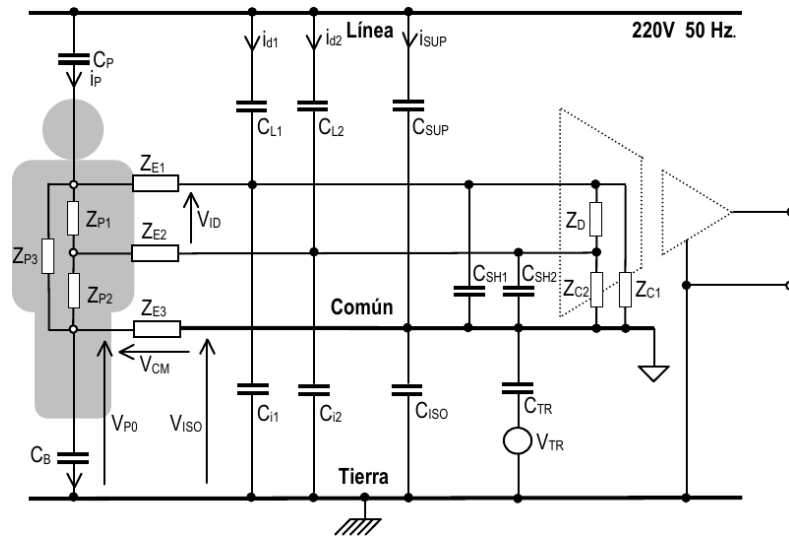 Línea
220V 50 Hz.
C_P
i_P
i_d1
i_d2
i_SUP
C_L1
C_L2
C_SUP
Z_E1
V_ID
Z_P1
Z_E2
Z_P3
Z_D
Z_P2
C_SH1
C_SH2
Z_C2
Z_C1
Z_E3
Común
V_CM
V_P0
V_ISO
C_i1
C_i2
C_ISO
C_TR
V_TR
C_B
Tierra